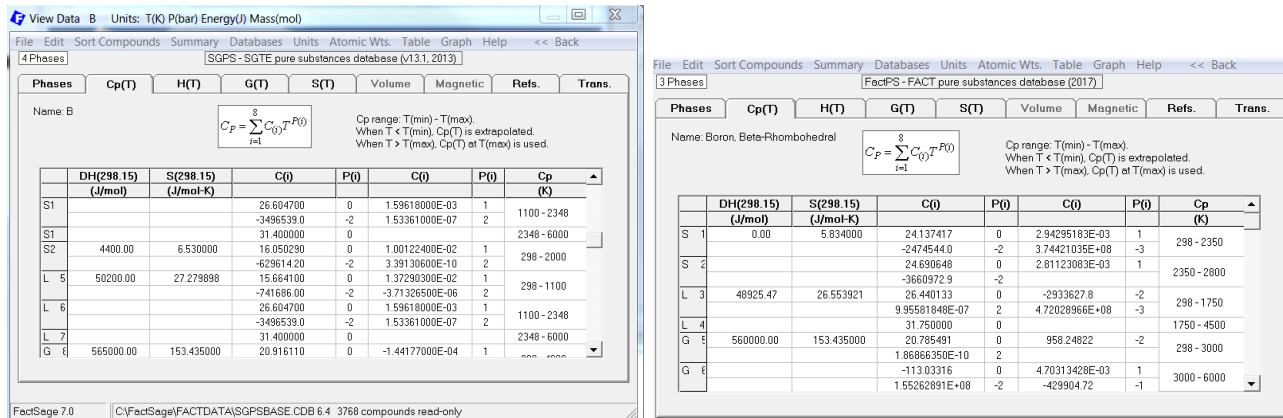 View Data B Units: T(K) P(bar) Energy(J) Mass(mol)
File Edit Sort Compounds Summary Databases Units Atomic Wts. Table Graph Help << Back
4 Phases SGPS - SGTE pure substances database (v13.1, 2013)
Phases Cp(T) H(T) G(T) S(T) Volume Magnetic Refs. Trans.
Name: B
C_P = \sum_{i=1}^{8} C_{(i)} T^{P(i)}
Cp range: T(min) - T(max).
When T < T(min), Cp(T) is extrapolated.
When T > T(max), Cp(T) at T(max) is used.
DH(298.15) S(298.15) C(i) P(i) C(i) P(i) Cp
(J/mol) (J/mol-K) (K)
S1 26.604700 0 1.59618000E-03 1 1100 - 2348
-3496539.0 -2 1.53361000E-07 2
S1 31.400000 0 2348 - 6000
S2 4400.00 6.530000 16.050290 0 1.00122400E-02 1 298 - 2000
-629614.20 -2 3.39130600E-10 2
L 5 50200.00 27.279898 15.664100 0 1.37290300E-02 1 298 - 1100
-741686.00 -2 -3.71326500E-06 2
L 6 26.604700 0 1.59618000E-03 1 1100 - 2348
-3496539.0 -2 1.53361000E-07 2
L 7 31.400000 0 2348 - 6000
G 565000.00 153.435000 20.916110 0 -1.44177000E-04 1
FactSage 7.0 C:\FactSage\FACTDATA\SGPSBASE.CDB 6.4 3768 compounds read-only
File Edit Sort Compounds Summary Databases Units Atomic Wts. Table Graph Help << Back
3 Phases FactPS - FACT pure substances database (2017)
Phases Cp(T) H(T) G(T) S(T) Volume Magnetic Refs. Trans.
Name: Boron, Beta-Rhombohedral
C_P = \sum_{i=1}^{8} C_{(i)} T^{P(i)}
Cp range: T(min) - T(max).
When T < T(min), Cp(T) is extrapolated.
When T > T(max), Cp(T) at T(max) is used.
DH(298.15) S(298.15) C(i) P(i) C(i) P(i) Cp
(J/mol) (J/mol-K) (K)
S 1 0.00 5.834000 24.137417 0 2.94295183E-03 1 298 - 2350
-2474544.0 -2 3.74421035E+08 -3
S 2 24.690648 0 2.81123083E-03 1 2350 - 2800
-3660972.9 -2
L 3 48925.47 26.553921 26.440133 0 -2933627.8 -2 298 - 1750
9.95581848E-07 2 4.72028966E+08 -3
L 4 31.750000 0 1750 - 4500
G 5 560000.00 153.435000 20.785491 0 958.24822 -2 298 - 3000
1.86866350E-10 2
G 6 -113.03316 0 4.70313428E-03 1 3000 - 6000
1.55262891E+08 -2 -429904.72 -1